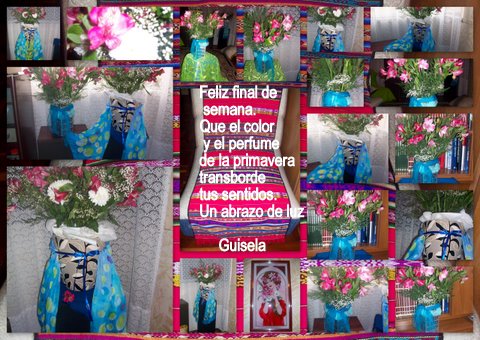 Feliz final de
semana.
Que el color
y el perfume
de la primavera
transborde
tus sentidos.
Un abrazo de luz
Guisela